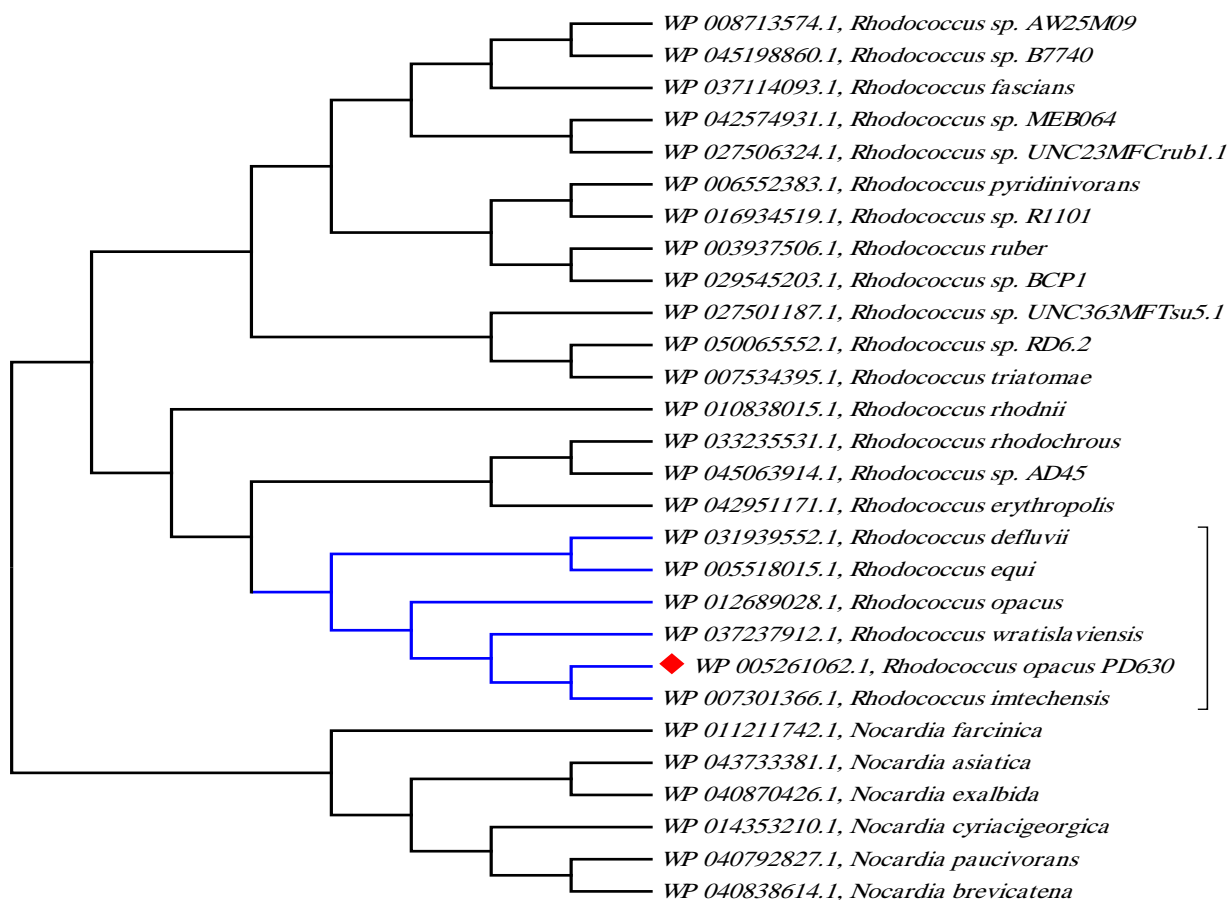 WP 008713574.1, Rhodococcus sp. AW25M09
WP 045198860.1, Rhodococcus sp. B7740
WP 037114093.1, Rhodococcus fascians
WP 042574931.1, Rhodococcus sp. MEB064
WP 027506324.1, Rhodococcus sp. UNC23MFCrub1.1
WP 006552383.1, Rhodococcus pyridinivorans
WP 016934519.1, Rhodococcus sp. R1101
WP 003937506.1, Rhodococcus ruber
WP 029545203.1, Rhodococcus sp. BCP1
WP 027501187.1, Rhodococcus sp. UNC363MFTsu5.1
WP 050065552.1, Rhodococcus sp. RD6.2
WP 007534395.1, Rhodococcus triatomae
WP 010838015.1, Rhodococcus rhodnii
WP 033235531.1, Rhodococcus rhodochrous
WP 045063914.1, Rhodococcus sp. AD45
WP 042951171.1, Rhodococcus erythropolis
WP 031939552.1, Rhodococcus defluvii
WP 005518015.1, Rhodococcus equi
WP 012689028.1, Rhodococcus opacus
WP 037237912.1, Rhodococcus wratislaviensis
WP 005261062.1, Rhodococcus opacus PD630
WP 007301366.1, Rhodococcus imtechensis
WP 011211742.1, Nocardia farcinica
WP 043733381.1, Nocardia asiatica
WP 040870426.1, Nocardia exalbida
WP 014353210.1, Nocardia cyriacigeorgica
WP 040792827.1, Nocardia paucivorans
WP 040838614.1, Nocardia brevicatena